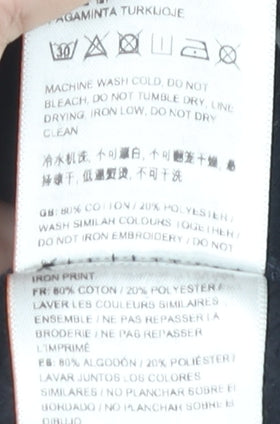 PAGAMINTA TURKIJOJE
30
MACHINE WASH COLD, DO NOT
BLEACH, DO NOT TUMBLE DRY, LINE
DRYING, IRON LOW, DO NOT DRY
CLEAN
冷水机洗, 不可漂白, 不可翻滚干燥, 悬
挂晾干, 低温熨烫, 不可干洗
GB: 80% COTTON / 20% POLYESTER /
WASH SIMILAR COLOURS TOGETHER /
DO NOT IRON EMBROIDERY / DO NOT
IRON PRINT
FR: 80% COTON / 20% POLYESTER /
LAVER LES COULEURS SIMILAIRES
ENSEMBLE / NE PAS REPASSER LA
BRODERIE / NE PAS REPASSER
L'IMPRIMÉ
ES: 80% ALGODÓN / 20% POLIÉSTER /
LAVAR JUNTOS LOS COLORES
SIMILARES / NO PLANCHAR SOBRE EL
BORDADO / NO PLANCHAR SOBRE EL
DIBUJO